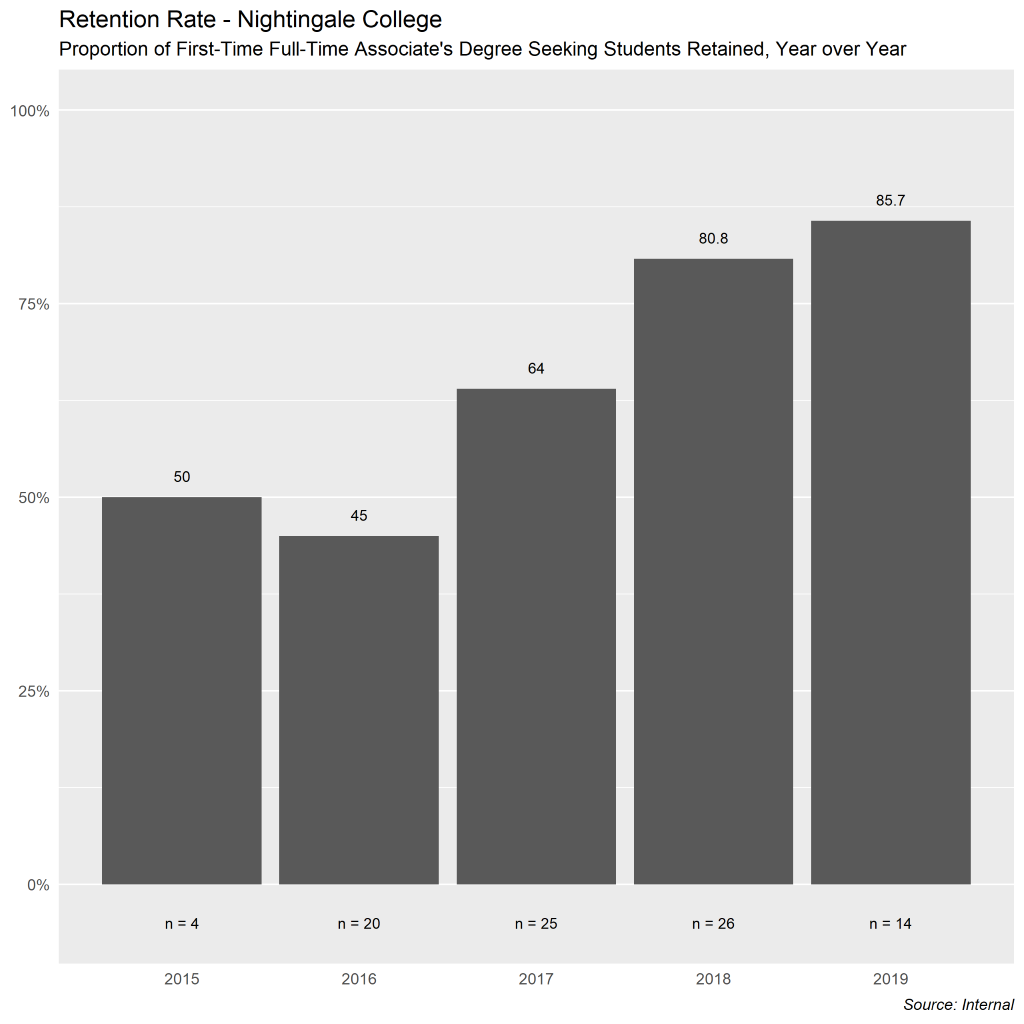 Retention Rate - Nightingale College
Proportion of First-Time Full-Time Associate's Degree Seeking Students Retained, Year over Year
100%
75%
50%
25%
0%
50
45
64
80.8
85.7
n = 4
n = 20
n = 25
n = 26
n = 14
2015
2016
2017
2018
2019
Source: Internal